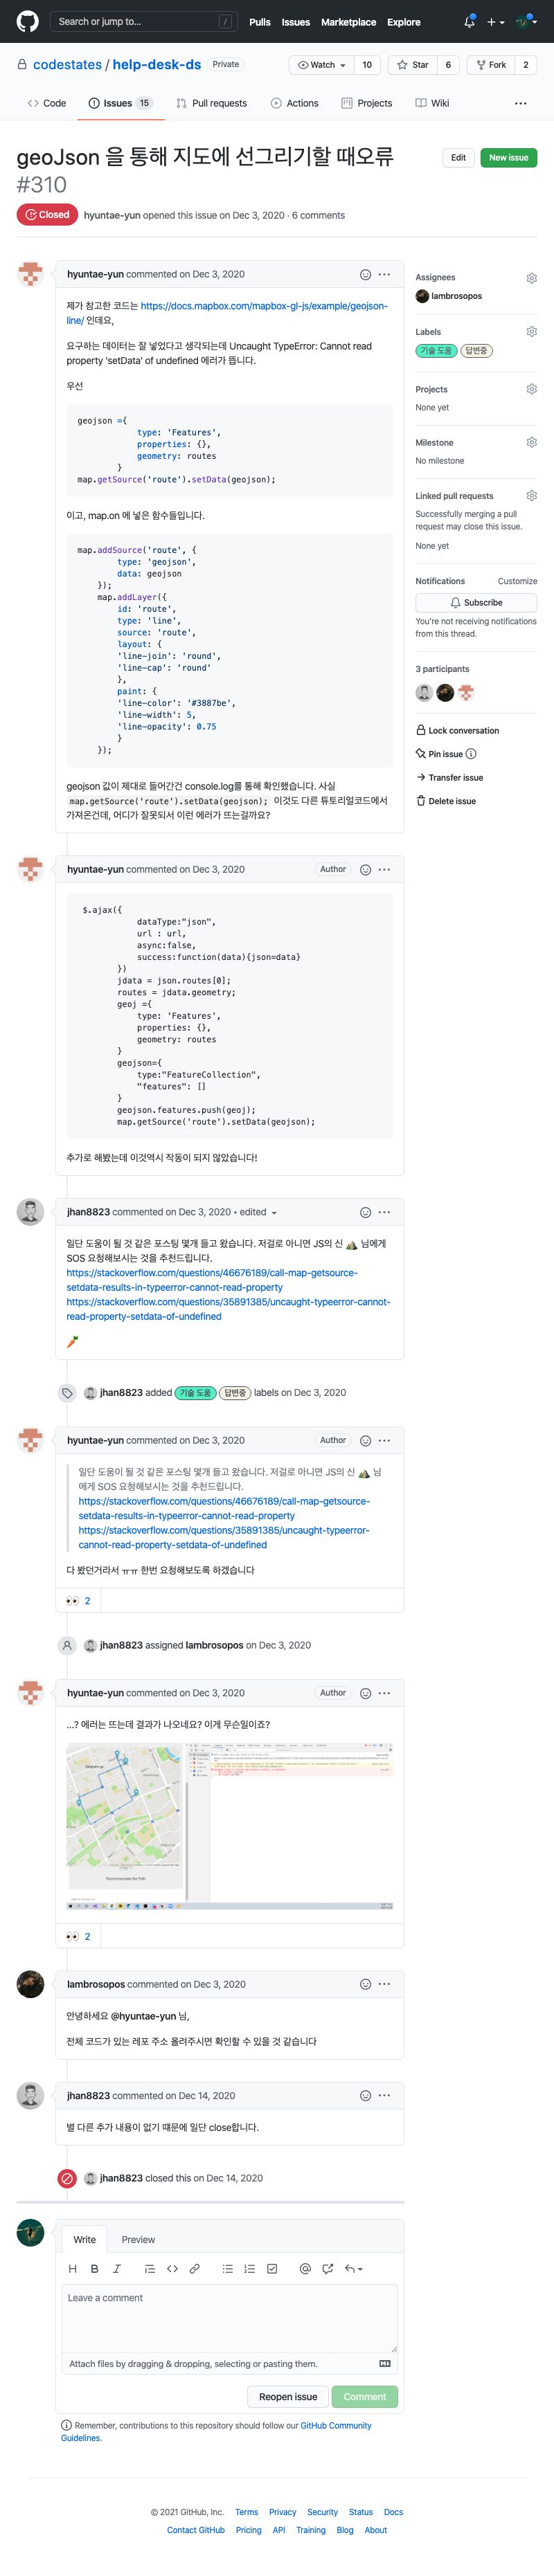 Search or jump to...
/
Pulls Issues Marketplace Explore
codestates / help-desk-ds Private
Watch 10 Star 6 Fork 2
Code Issues 15 Pull requests Actions Projects Wiki
geoJson 을 통해 지도에 선그리기할 때오류
#310
Edit New issue
Closed hyuntae-yun opened this issue on Dec 3, 2020 · 6 comments
hyuntae-yun commented on Dec 3, 2020
제가 참고한 코드는 https://docs.mapbox.com/mapbox-gl-js/example/geojson-
line/ 인데요,
요구하는 데이터는 잘 넣었다고 생각되는데 Uncaught TypeError: Cannot read
property 'setData' of undefined 에러가 뜹니다.
우선
geojson ={
type: 'Features',
properties: {},
geometry: routes
}
map.getSource('route').setData(geojson);
이고, map.on 에 넣은 함수들입니다.
map.addSource('route', {
type: 'geojson',
data: geojson
});
map.addLayer({
id: 'route',
type: 'line',
source: 'route',
layout: {
'line-join': 'round',
'line-cap': 'round'
},
paint: {
'line-color': '#3887be',
'line-width': 5,
'line-opacity': 0.75
}
});
geojson 값이 제대로 들어간건 console.log를 통해 확인했습니다. 사실
map.getSource('route').setData(geojson); 이것도 다른 튜토리얼코드에서
가져온건데, 어디가 잘못되서 이런 에러가 뜨는걸까요?
Assignees
lambrosopos
Labels
기술 도움 답변중
Projects
None yet
Milestone
No milestone
Linked pull requests
Successfully merging a pull
request may close this issue.
None yet
Notifications Customize
Subscribe
You're not receiving notifications
from this thread.
3 participants
Lock conversation
Pin issue
Transfer issue
Delete issue
hyuntae-yun commented on Dec 3, 2020 Author
$.ajax({
dataType:"json",
url : url,
async:false,
success:function(data){json=data}
})
jdata = json.routes[0];
routes = jdata.geometry;
geoj ={
type: 'Features',
properties: {},
geometry: routes
}
geojson={
type:"FeatureCollection",
"features": []
}
geojson.features.push(geoj);
map.getSource('route').setData(geojson);
추가로 해봤는데 이것역시 작동이 되지 않았습니다!
jhan8823 commented on Dec 3, 2020 • edited
일단 도움이 될 것 같은 포스팅 몇개 들고 왔습니다. 저걸로 아니면 JS의 신 🏕 님에게
SOS 요청해보시는 것을 추천드립니다.
https://stackoverflow.com/questions/46676189/call-map-getsource-
setdata-results-in-typeerror-cannot-read-property
https://stackoverflow.com/questions/35891385/uncaught-typeerror-cannot-
read-property-setdata-of-undefined
🥕
jhan8823 added 기술 도움 답변중 labels on Dec 3, 2020
hyuntae-yun commented on Dec 3, 2020 Author
일단 도움이 될 것 같은 포스팅 몇개 들고 왔습니다. 저걸로 아니면 JS의 신 🏕 님
에게 SOS 요청해보시는 것을 추천드립니다.
https://stackoverflow.com/questions/46676189/call-map-getsource-
setdata-results-in-typeerror-cannot-read-property
https://stackoverflow.com/questions/35891385/uncaught-typeerror-
cannot-read-property-setdata-of-undefined
다 봤던거라서 ㅠㅠ 한번 요청해보도록 하겠습니다
👀 2
jhan8823 assigned lambrosopos on Dec 3, 2020
hyuntae-yun commented on Dec 3, 2020 Author
...? 에러는 뜨는데 결과가 나오네요? 이게 무슨일이죠?
Recommendate the Path
👀 2
lambrosopos commented on Dec 3, 2020
안녕하세요 @hyuntae-yun 님,
전체 코드가 있는 레포 주소 올려주시면 확인할 수 있을 것 같습니다
jhan8823 commented on Dec 14, 2020
별 다른 추가 내용이 없기 때문에 일단 close합니다.
jhan8823 closed this on Dec 14, 2020
Write Preview
Leave a comment
Attach files by dragging & dropping, selecting or pasting them.
Reopen issue Comment
Remember, contributions to this repository should follow our GitHub Community
Guidelines.
© 2021 GitHub, Inc. Terms Privacy Security Status Docs
Contact GitHub Pricing API Training Blog About